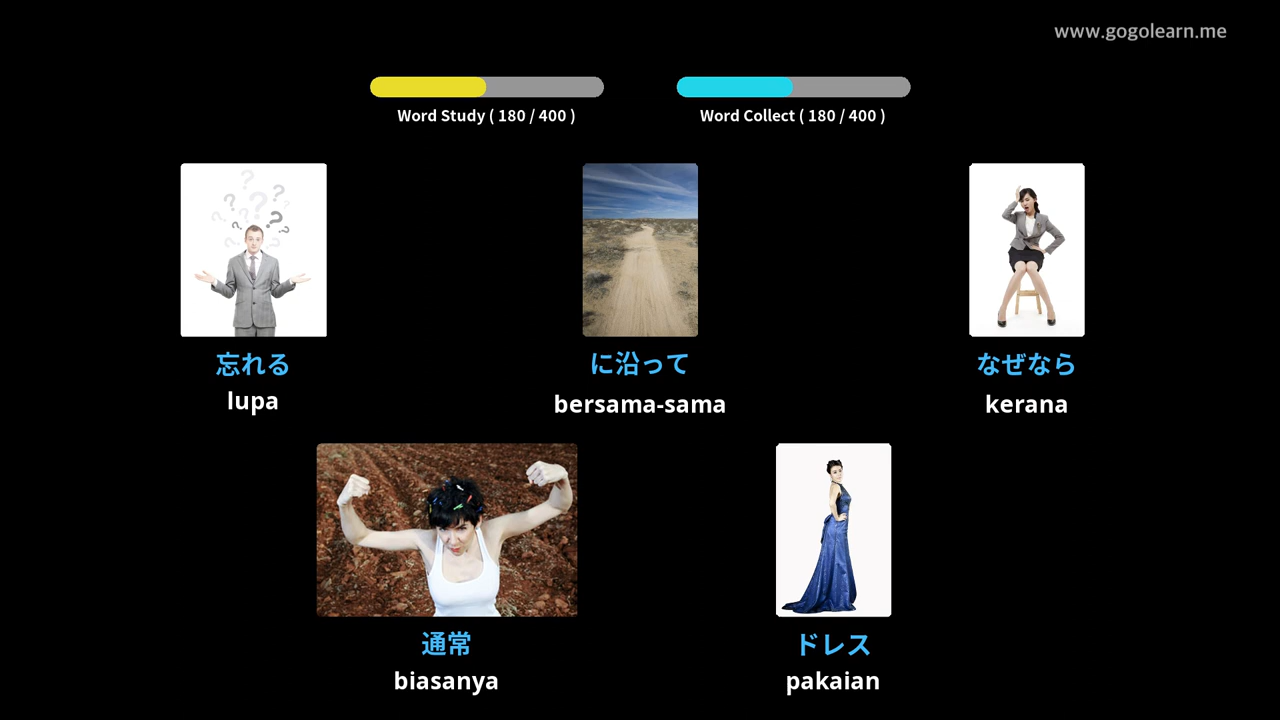 www.gogolearn.me
Word Study ( 180 / 400 )
Word Collect ( 180 / 400 )
忘れる
lupa
に沿って
bersama-sama
なぜなら
kerana
通常
biasanya
ドレス
pakaian